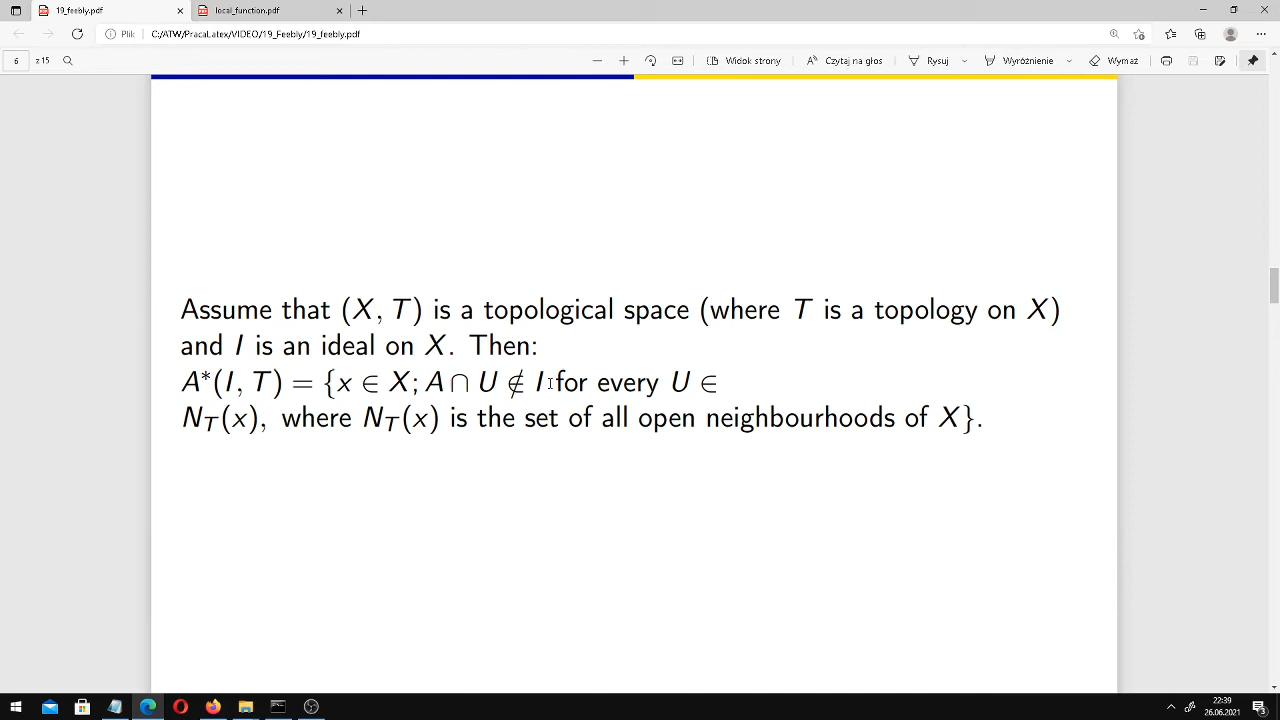 19_feebly.pdf
local_function.pdf
Plik
C:/ATW/PracaLatex/VIDEO/19_Feebly/19_feebly.pdf
6 z 15
Widok strony
Czytaj na głos
Rysuj
Wyróżnienie
Wymaż
Assume that (X, T) is a topological space (where T is a topology on X)
and I is an ideal on X. Then:
A*(I, T) = {x ∈ X; A ∩ U ∉ I for every U ∈
N_T(x), where N_T(x) is the set of all open neighbourhoods of X}.
22:39
26.06.2021